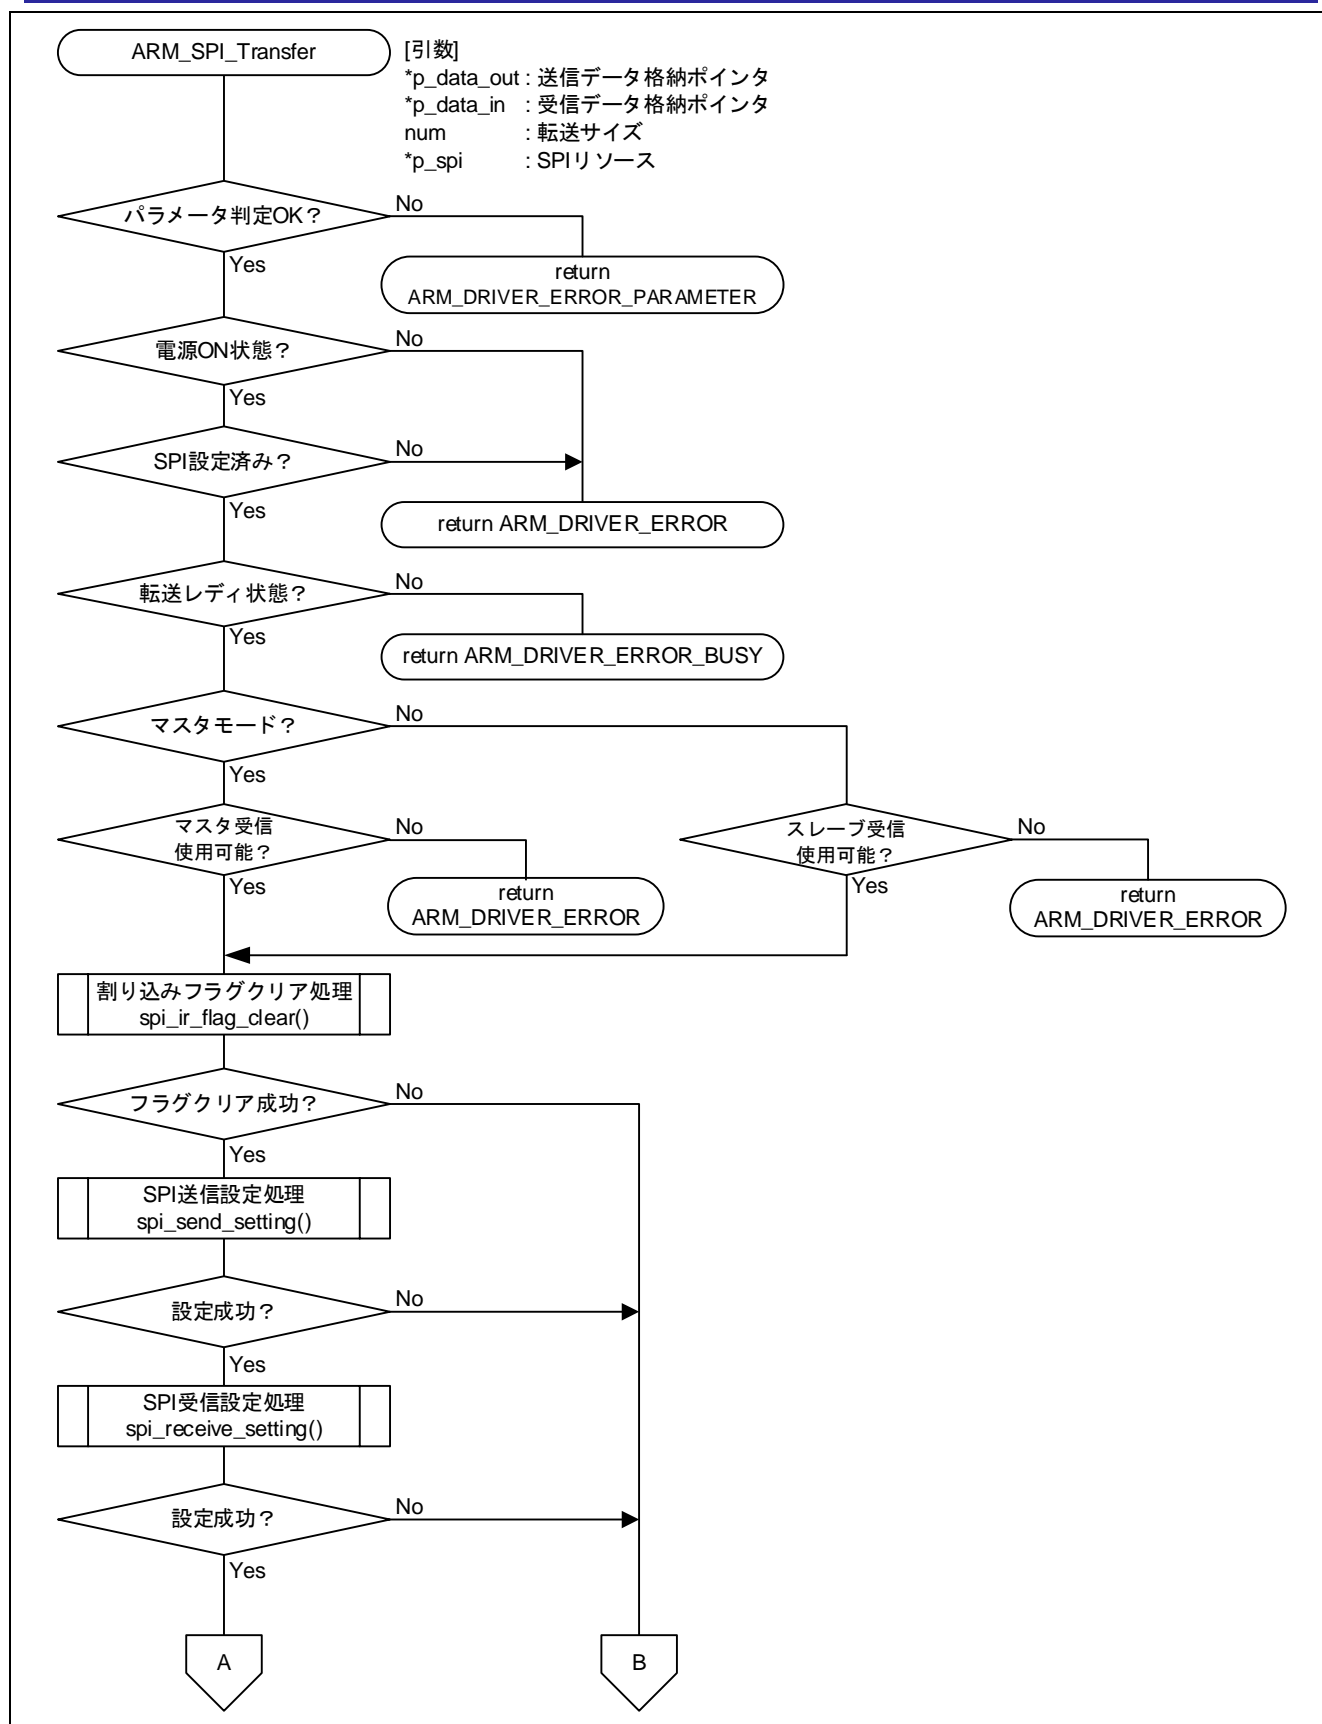 ARM_SPI_Transfer
[引数]
*p_data_out : 送信データ格納ポインタ
*p_data_in : 受信データ格納ポインタ
num : 転送サイズ
*p_spi : SPIリソース
パラメータ判定OK？
No
Yes
return
ARM_DRIVER_ERROR_PARAMETER
電源ON状態？
No
Yes
SPI設定済み？
No
Yes
return ARM_DRIVER_ERROR
転送レディ状態？
No
Yes
return ARM_DRIVER_ERROR_BUSY
マスタモード？
No
Yes
マスタ受信
使用可能？
No
Yes
return
ARM_DRIVER_ERROR
スレーブ受信
使用可能？
No
Yes
return
ARM_DRIVER_ERROR
割り込みフラグクリア処理
spi_ir_flag_clear()
フラグクリア成功？
No
Yes
SPI送信設定処理
spi_send_setting()
設定成功？
No
Yes
SPI受信設定処理
spi_receive_setting()
設定成功？
No
Yes
A
B